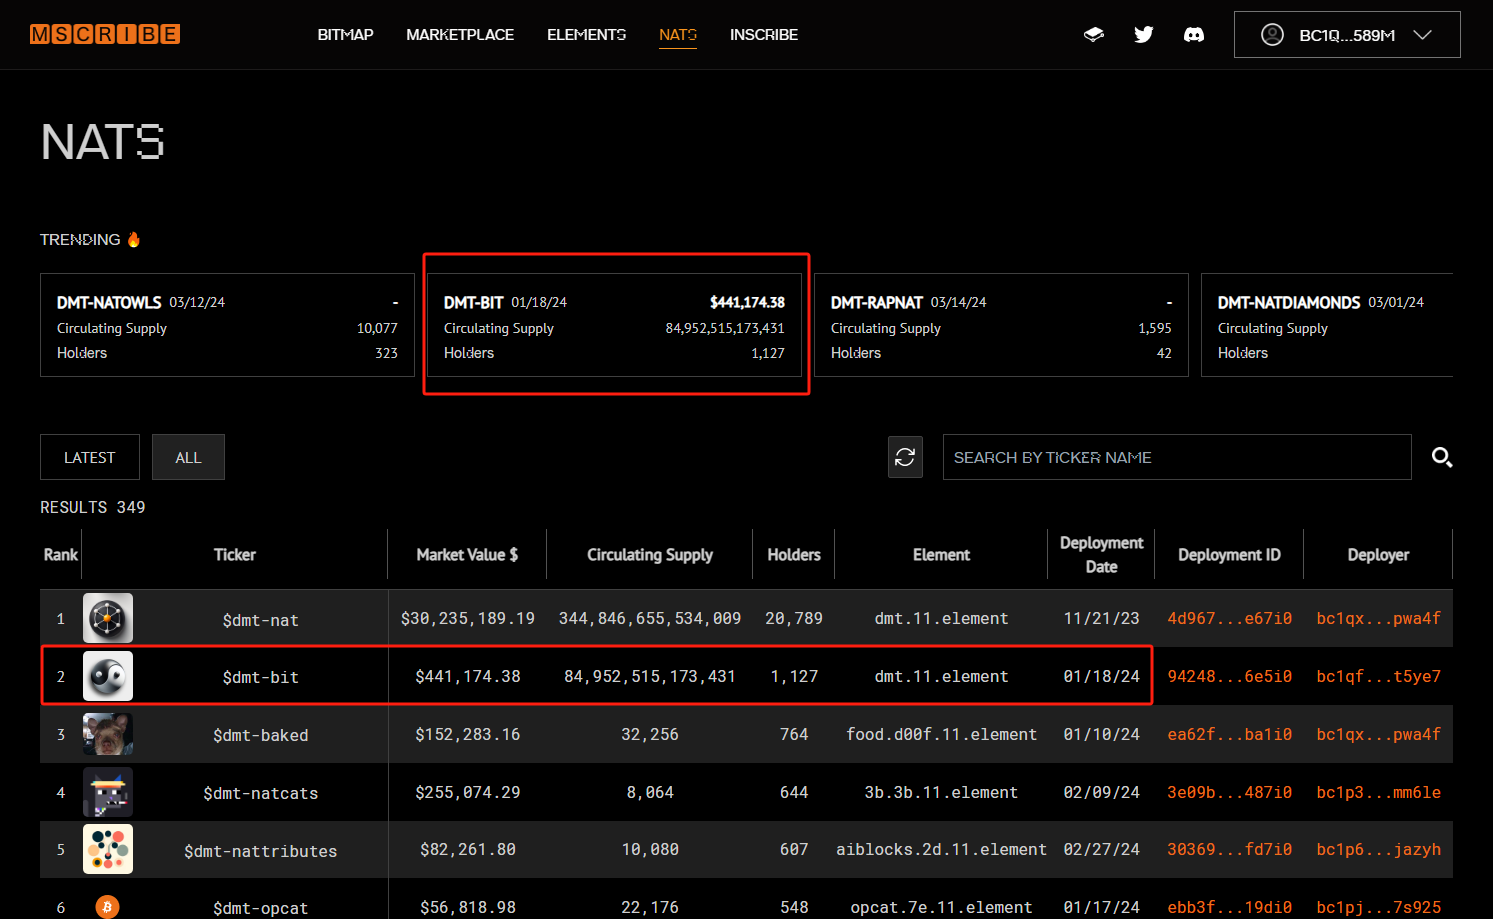 MSCRIBE
BITMAP MARKETPLACE ELEMENTS NATS INSCRIBE
BC1Q...589M
NATS
TRENDING 🔥
DMT-NATOWLS 03/12/24 -
Circulating Supply 10,077
Holders 323
DMT-BIT 01/18/24 $441,174.38
Circulating Supply 84,952,515,173,431
Holders 1,127
DMT-RAPNAT 03/14/24 -
Circulating Supply 1,595
Holders 42
DMT-NATDIAMONDS 03/01/24
Circulating Supply
Holders
LATEST ALL
SEARCH BY TICKER NAME
RESULTS 349
Rank Ticker Market Value $ Circulating Supply Holders Element Deployment Date Deployment ID Deployer
1 $dmt-nat $30,235,189.19 344,846,655,534,009 20,789 dmt.11.element 11/21/23 4d967...e67i0 bc1qx...pwa4f
2 $dmt-bit $441,174.38 84,952,515,173,431 1,127 dmt.11.element 01/18/24 94248...6e5i0 bc1qf...t5ye7
3 $dmt-baked $152,283.16 32,256 764 food.d00f.11.element 01/10/24 ea62f...ba1i0 bc1qx...pwa4f
4 $dmt-natcats $255,074.29 8,064 644 3b.3b.11.element 02/09/24 3e09b...487i0 bc1p3...mm6le
5 $dmt-nattributes $82,261.80 10,080 607 aiblocks.2d.11.element 02/27/24 30369...fd7i0 bc1p6...jazyh
6 $dmt-opcat $56,818.98 22,176 548 opcat.7e.11.element 01/17/24 ebb3f...19di0 bc1pj...7s925